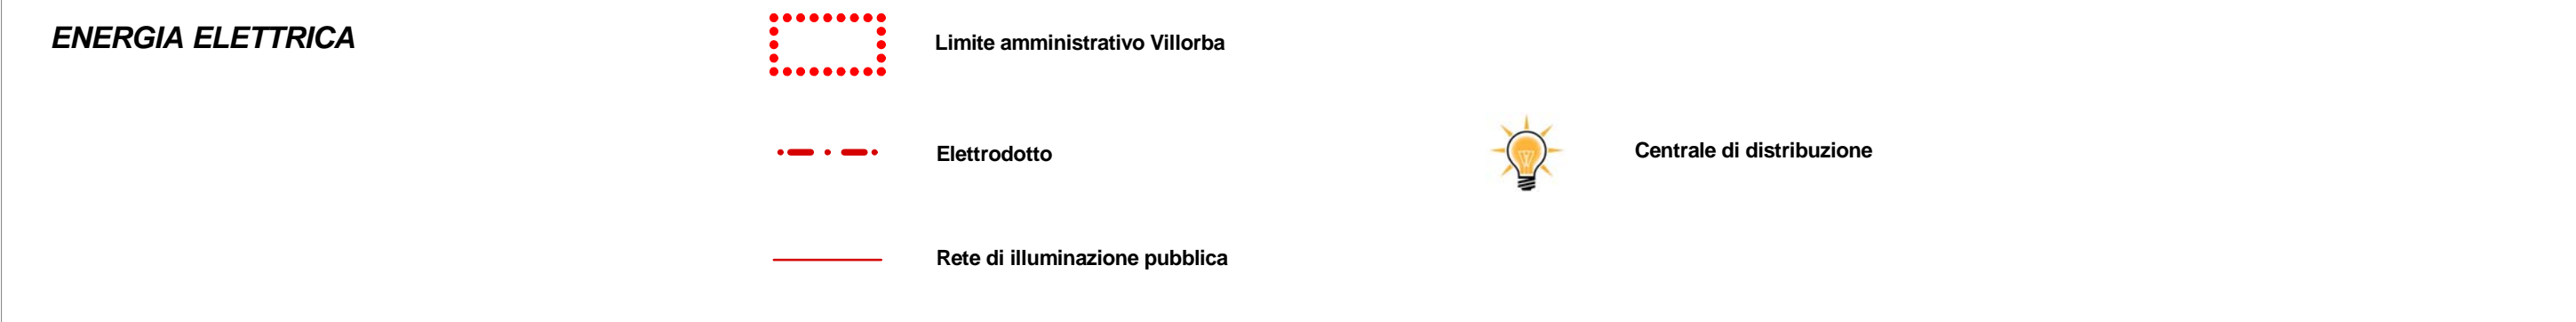 ENERGIA ELETTRICA
Limite amministrativo Villorba
Elettrodotto
Centrale di distribuzione
Rete di illuminazione pubblica